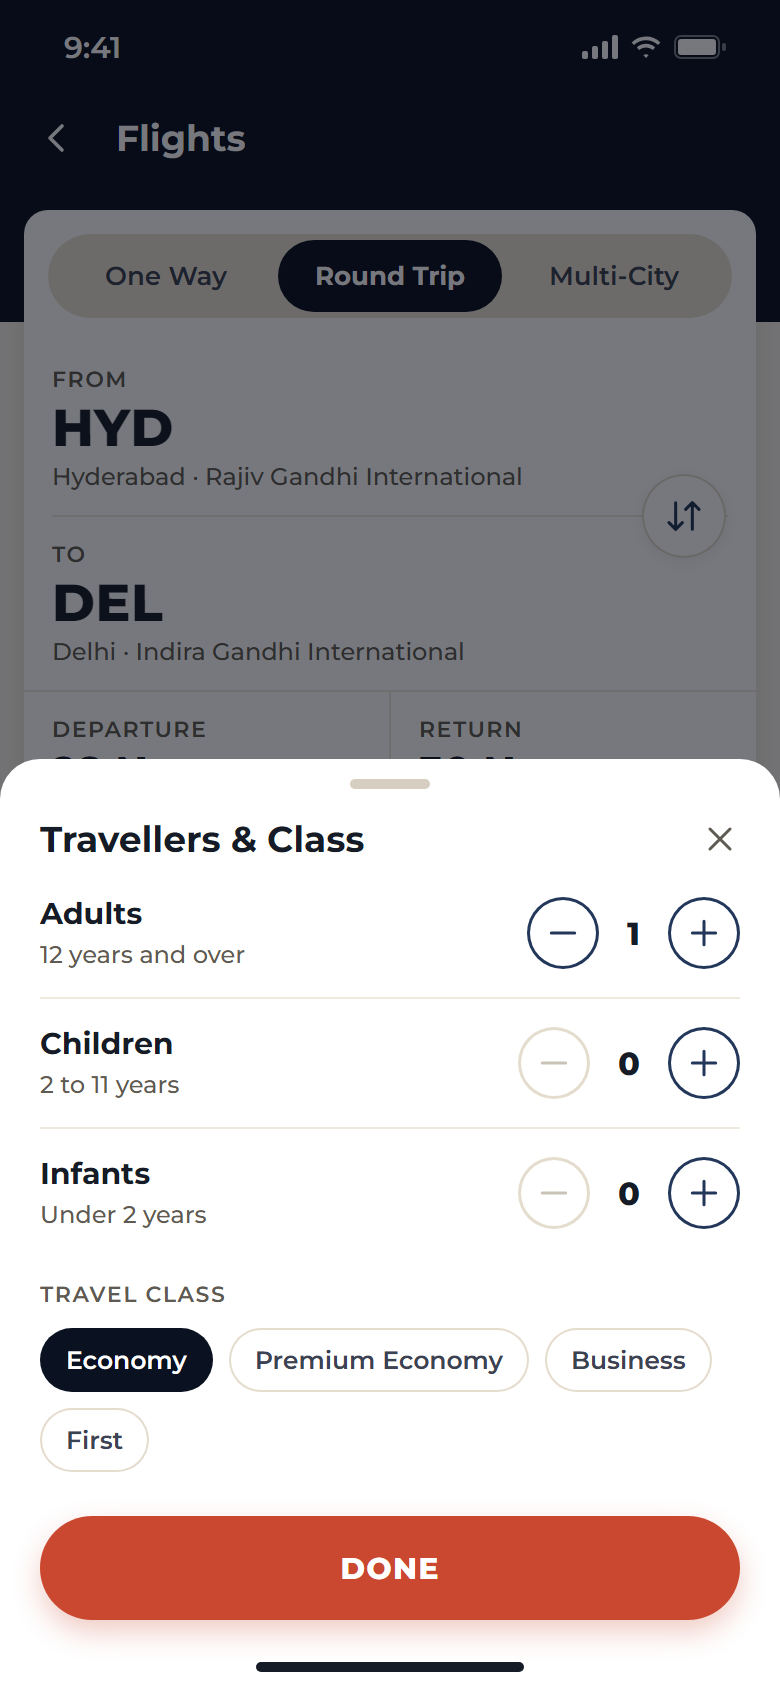 9:41
Flights
One Way
Round Trip
Multi-City
FROM
HYD
Hyderabad · Rajiv Gandhi International
TO
DEL
Delhi · Indira Gandhi International
DEPARTURE
RETURN
Travellers & Class
Adults
1
12 years and over
Children
0
2 to 11 years
Infants
0
Under 2 years
TRAVEL CLASS
Economy
Premium Economy
Business
First
DONE